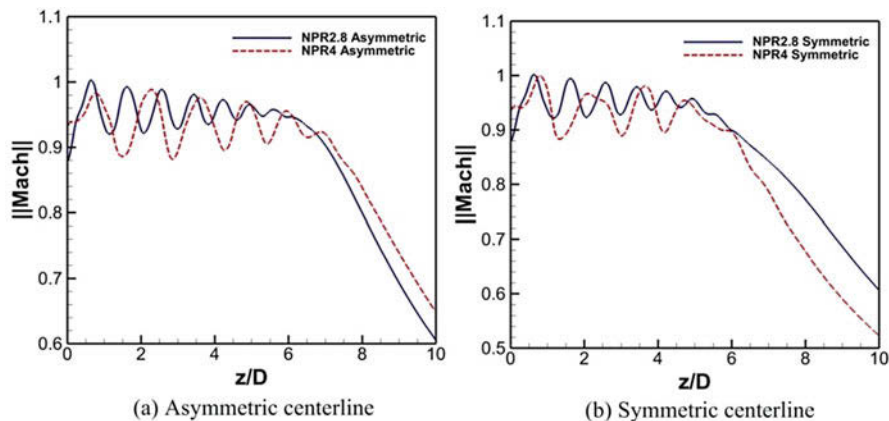 1.1
NPR2.8 Asymmetric
NPR4 Asymmetric
1
0.9
0.8
0.7
0.6
||Mach||
0 2 4 6 8 10
z/D
(a) Asymmetric centerline
1.1
NPR2.8 Symmetric
NPR4 Symmetric
1
0.9
0.8
0.7
0.6
0.5
||Mach||
0 2 4 6 8 10
z/D
(b) Symmetric centerline